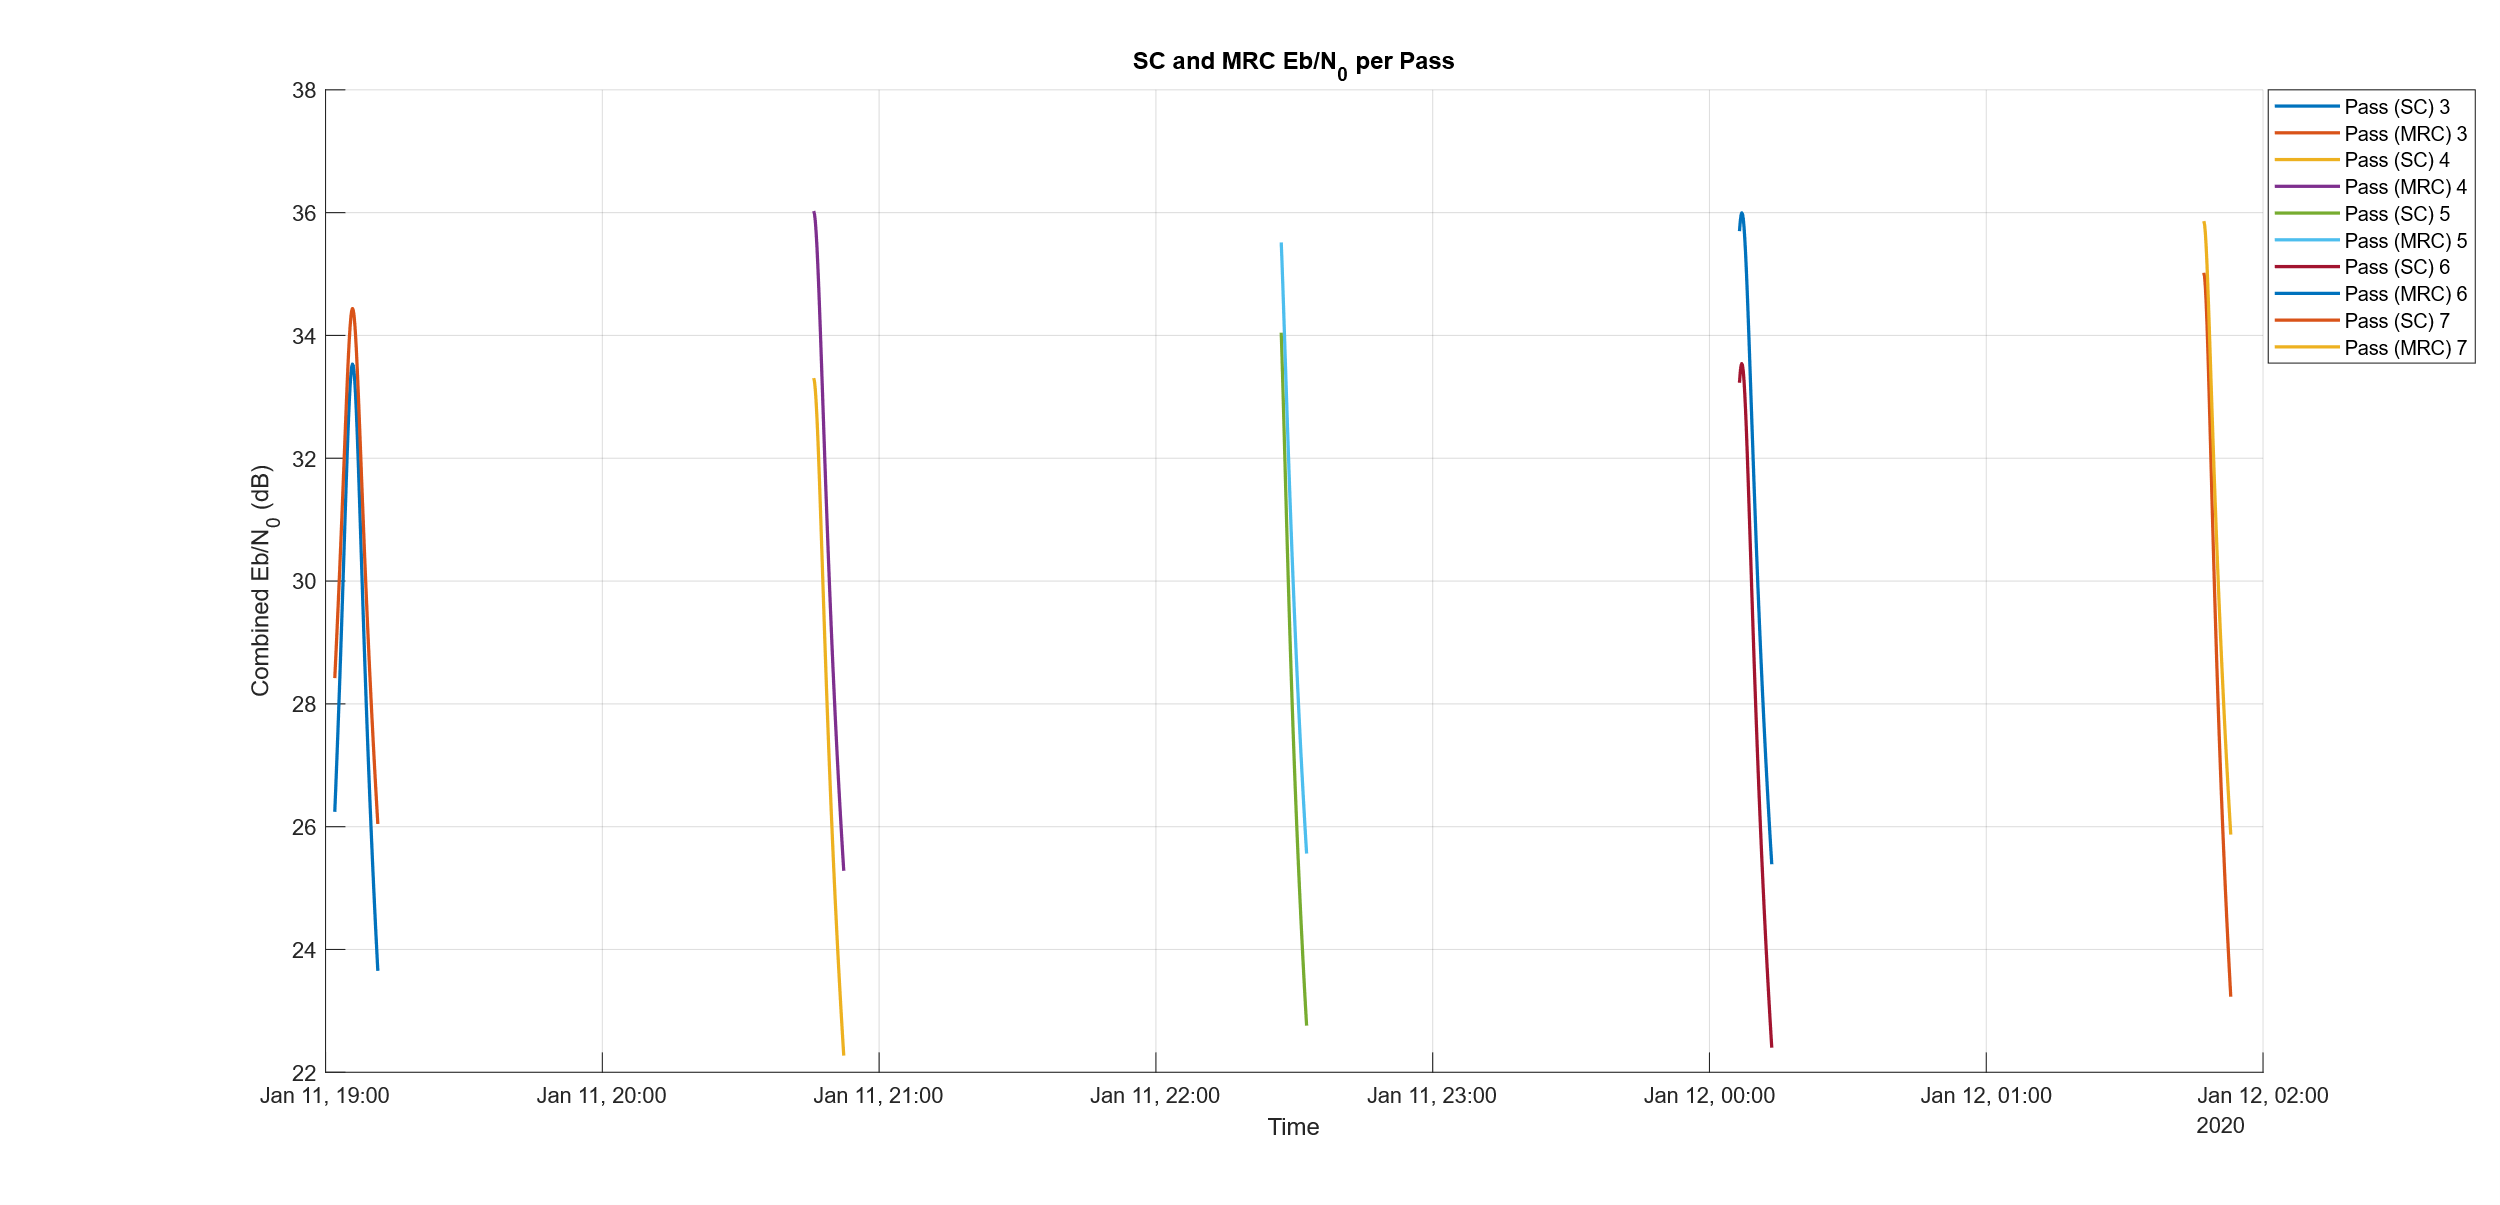 SC and MRC Eb/N0 per Pass
38
36
34
32
30
28
26
24
22
Combined Eb/N0 (dB)
Jan 11, 19:00
Jan 11, 20:00
Jan 11, 21:00
Jan 11, 22:00
Jan 11, 23:00
Jan 12, 00:00
Jan 12, 01:00
Jan 12, 02:00
2020
Time
Pass (SC) 3
Pass (MRC) 3
Pass (SC) 4
Pass (MRC) 4
Pass (SC) 5
Pass (MRC) 5
Pass (SC) 6
Pass (MRC) 6
Pass (SC) 7
Pass (MRC) 7